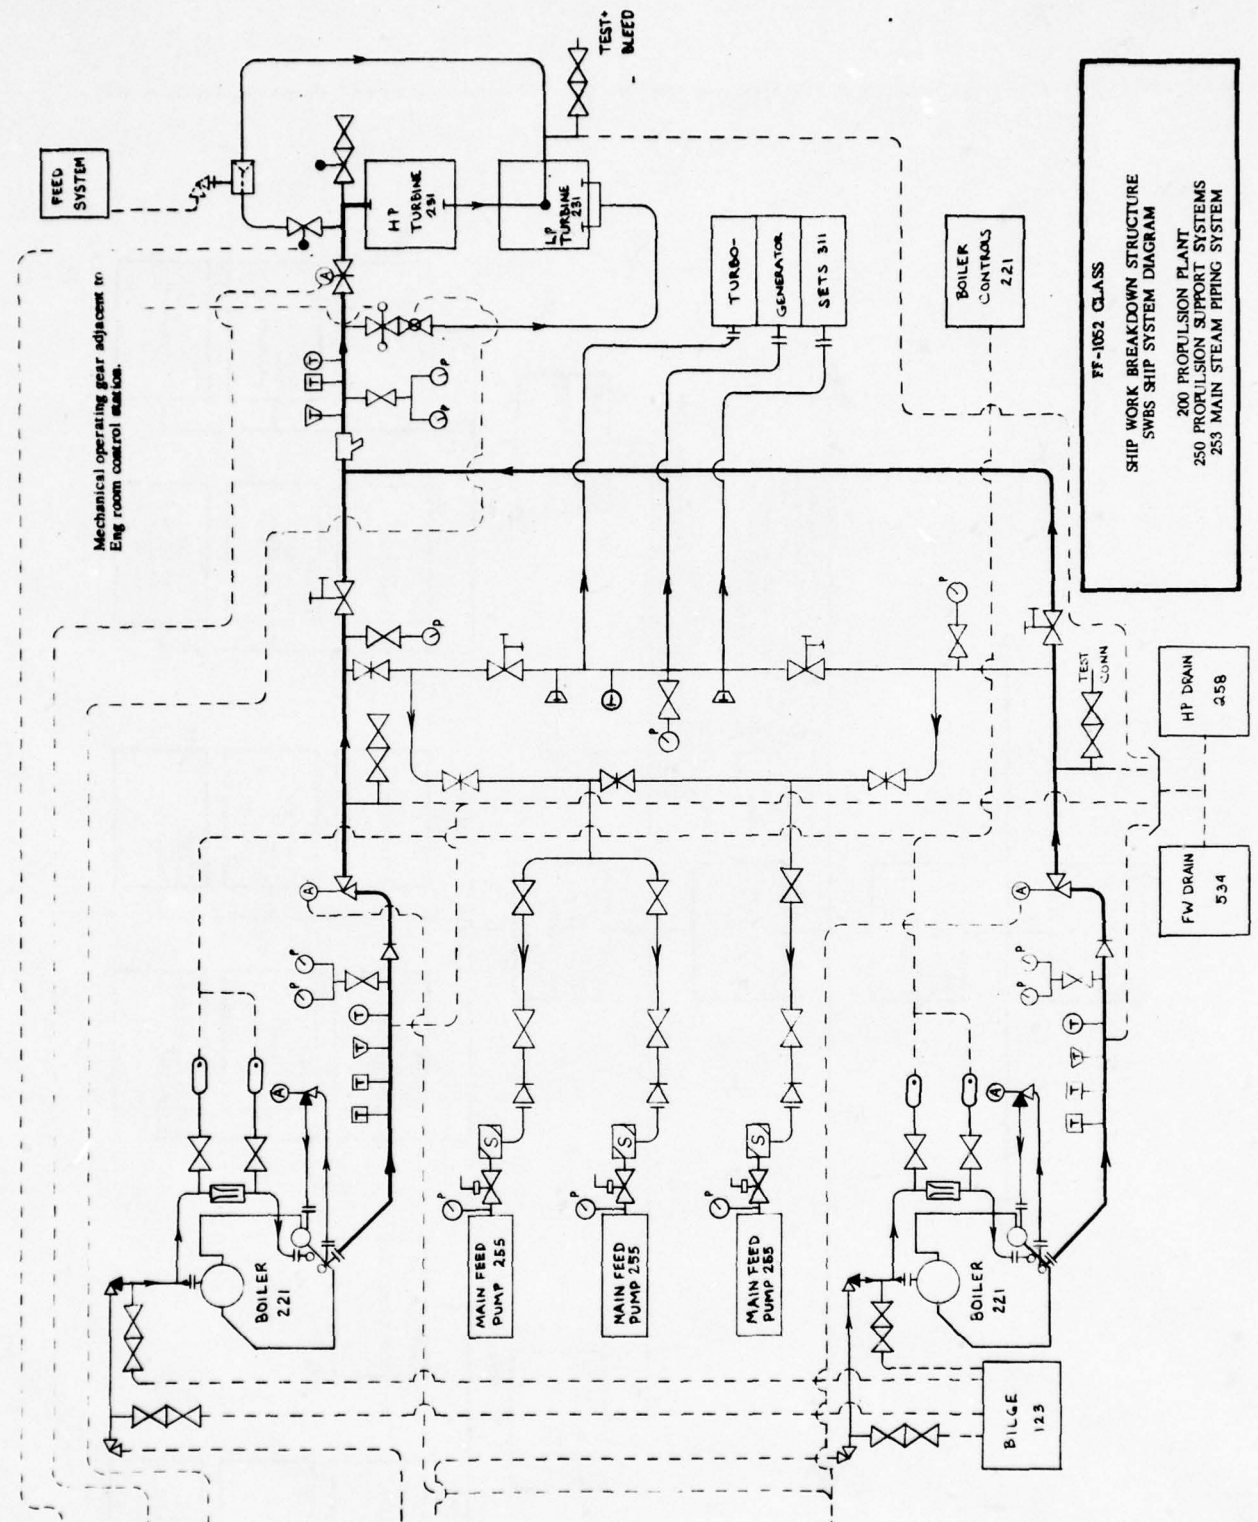 TEST+
BLEED
FEED
SYSTEM
HP
TURBINE
231
LP
TURBINE
231
TURBO-
GENERATOR
SETS 311
BOILER
CONTROLS
221
FF-1052 CLASS
SHIP WORK BREAKDOWN STRUCTURE
SWBS SHIP SYSTEM DIAGRAM
200 PROPULSION PLANT
250 PROPULSION SUPPORT SYSTEMS
253 MAIN STEAM PIPING SYSTEM
Mechanical operating gear adjacent to
Eng room control station.
A
T
T
T
P
P
P
P
T
P
TEST
CONN
HP DRAIN
258
FW DRAIN
534
A
A
P
P
P
P
T
T
T
T
T
T
T
T
A
A
S
S
S
P
P
P
MAIN FEED
PUMP 255
MAIN FEED
PUMP 255
MAIN FEED
PUMP 255
BOILER
221
BOILER
221
BILGE
123